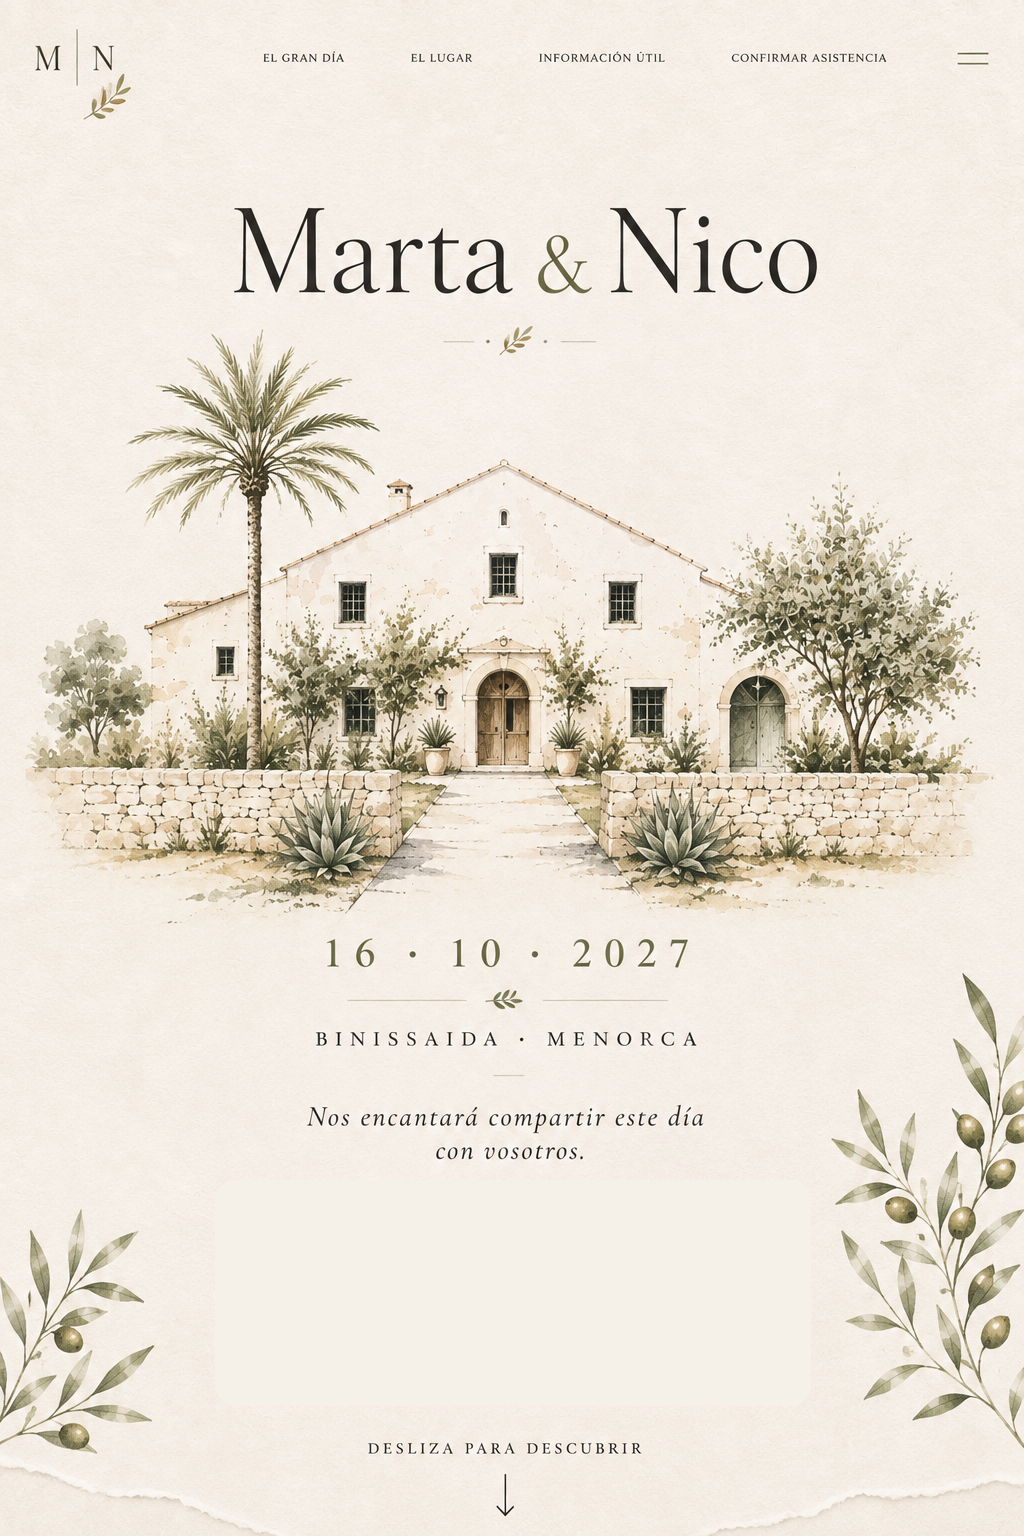 M | N
EL GRAN DÍA
EL LUGAR
INFORMACIÓN ÚTIL
CONFIRMAR ASISTENCIA
Marta & Nico
16 · 10 · 2027
BINISSAIDA · MENORCA
Nos encantará compartir este día
con vosotros.
DESLIZA PARA DESCUBRIR